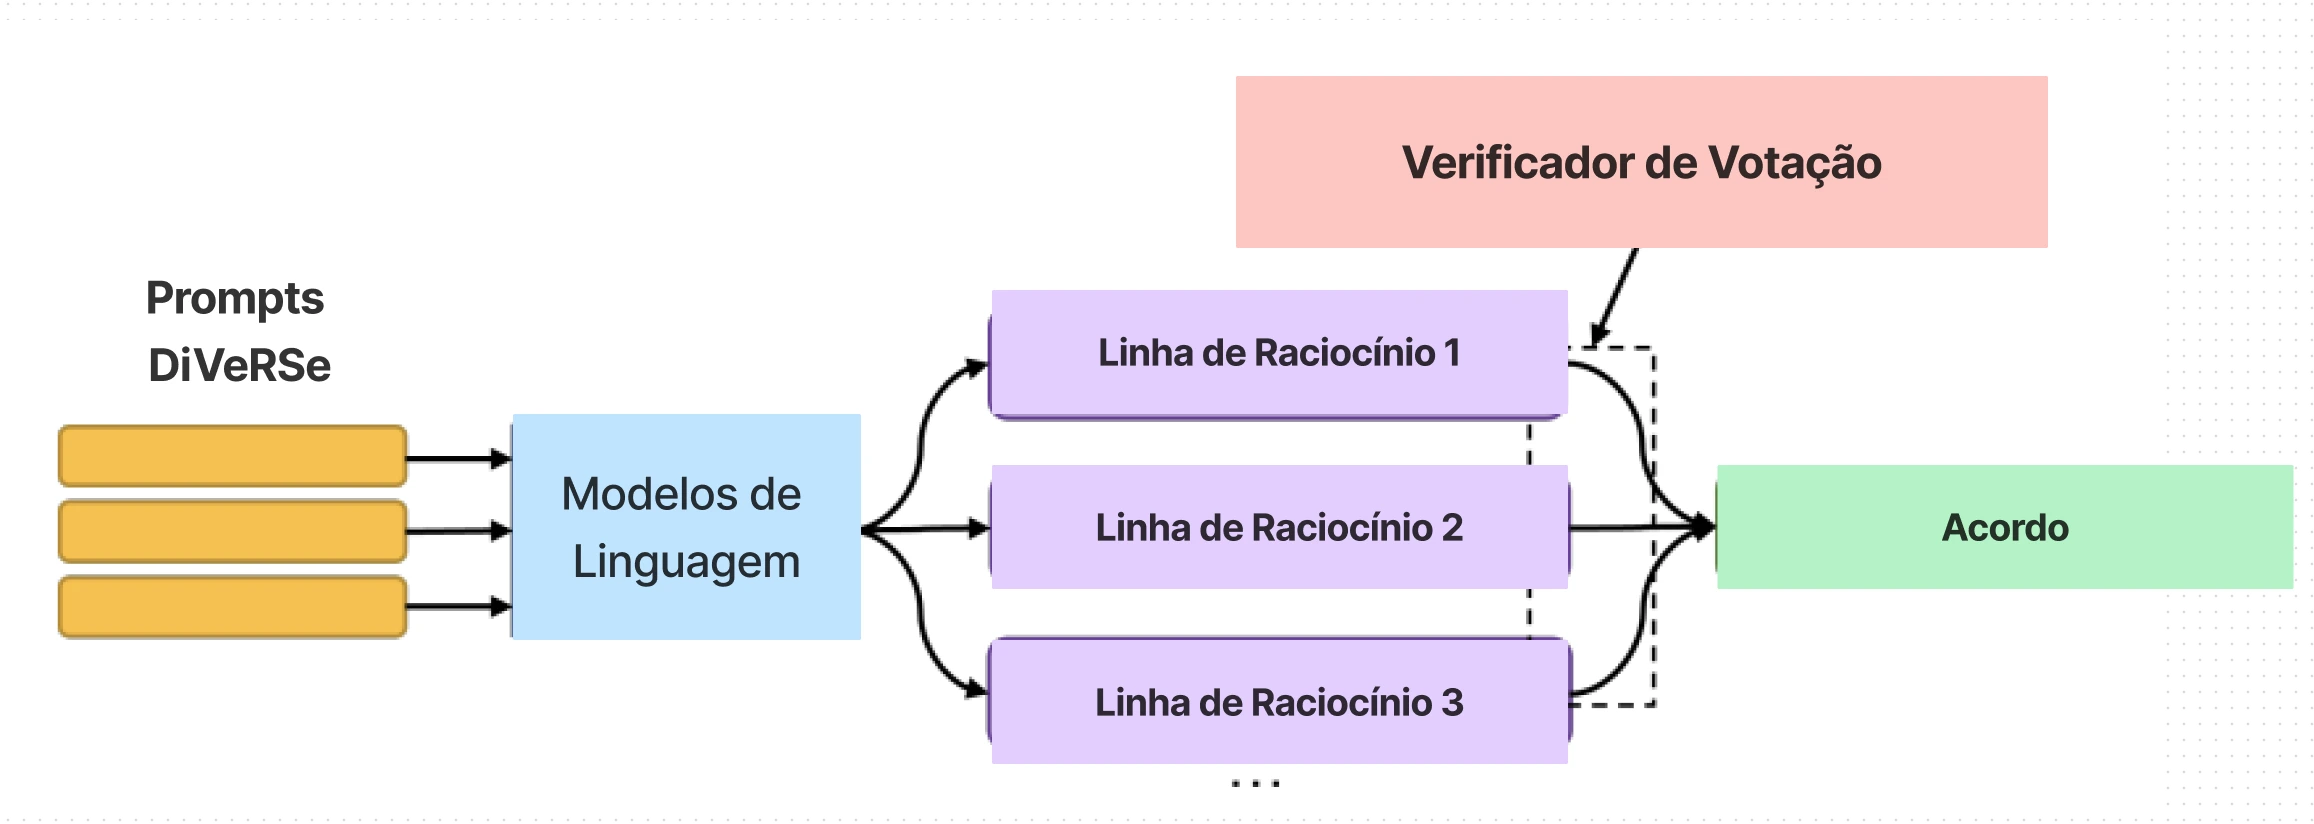 Verificador de Votação
Prompts
DiVeRSe
Modelos de
Linguagem
Linha de Raciocínio 1
Linha de Raciocínio 2
Linha de Raciocínio 3
...
Acordo